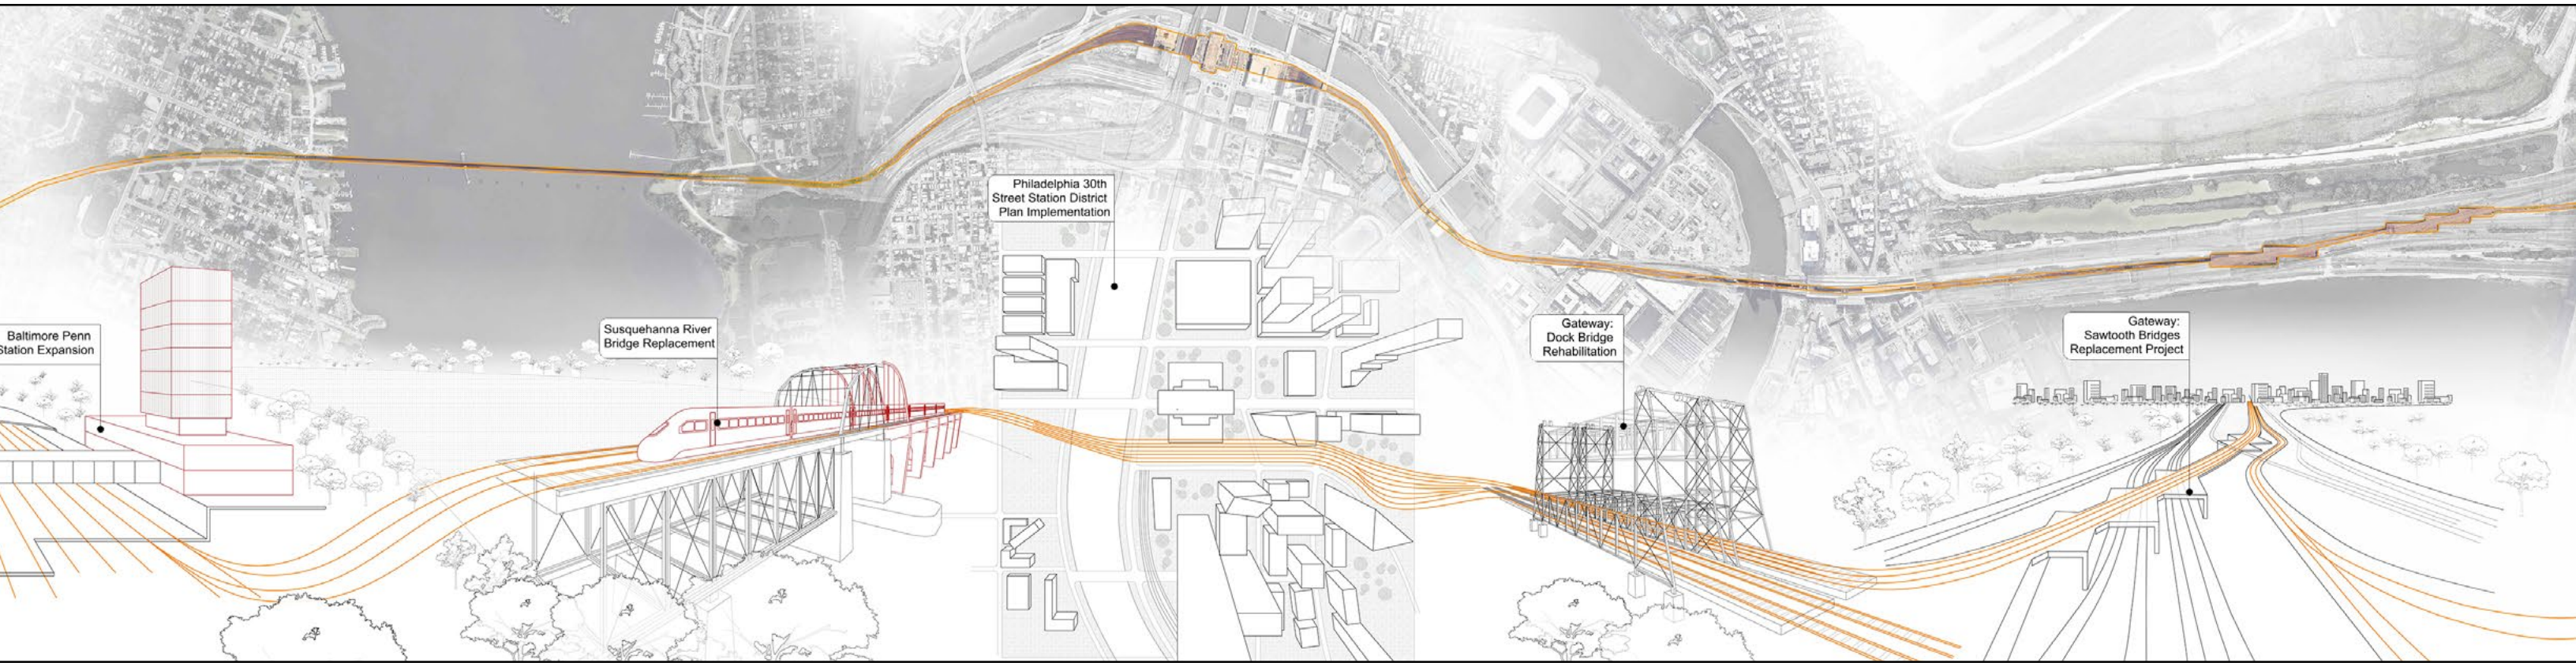 Baltimore Penn
Station Expansion
Susquehanna River
Bridge Replacement
Philadelphia 30th
Street Station District
Plan Implementation
Gateway:
Dock Bridge
Rehabilitation
Gateway:
Sawtooth Bridges
Replacement Project